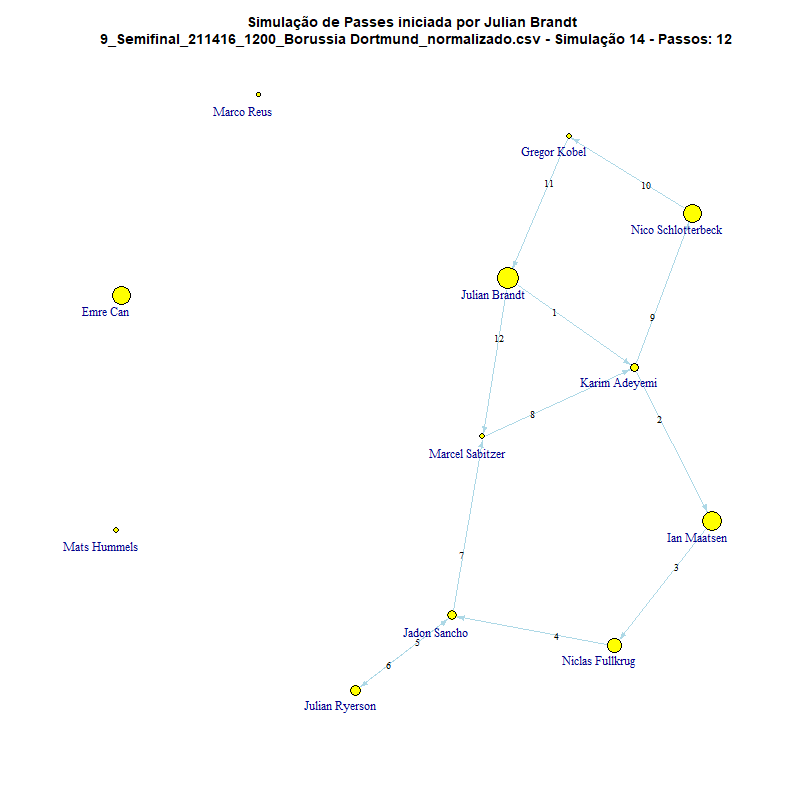 Simulação de Passes iniciada por Julian Brandt
9_Semifinal_211416_1200_Borussia Dortmund_normalizado.csv - Simulação 14 - Passos: 12
Marco Reus
Gregor Kobel
11
10
Nico Schlotterbeck
Julian Brandt
Emre Can
1
9
12
Karim Adeyemi
8
2
Marcel Sabitzer
Ian Maatsen
Mats Hummels
7
3
Jadon Sancho
4
5
Niclas Fullkrug
6
Julian Ryerson